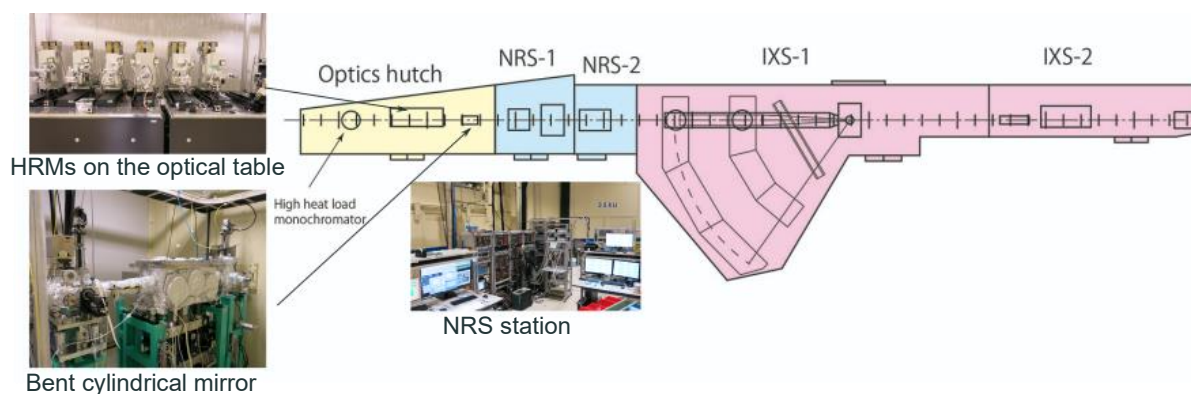 Optics hutch
NRS-1
NRS-2
IXS-1
IXS-2
HRMs on the optical table
High heat load
monochromator
NRS station
Bent cylindrical mirror